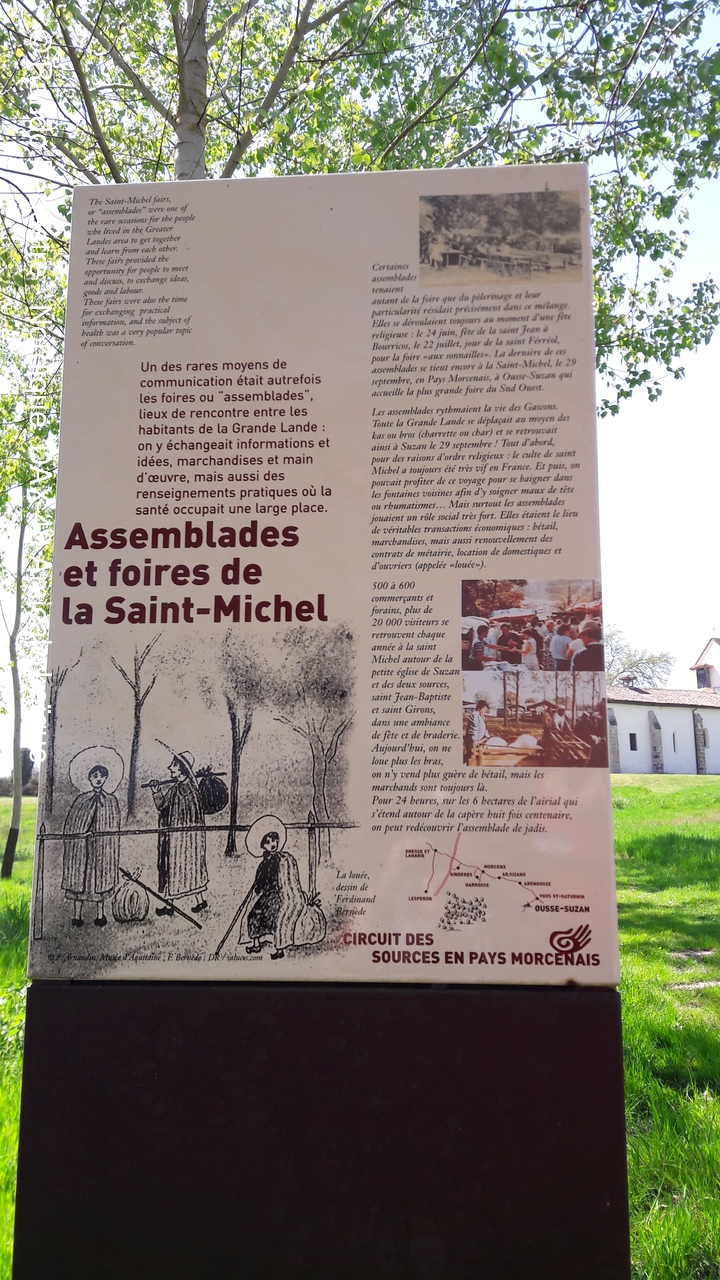 The Saint-Michel fairs,
or "assemblades" were one of
the rare occasions for the people
who lived in the Greater
Landes area to get together
and learn from each other.
These fairs provided the
opportunity for people to meet
and discuss, to exchange ideas,
goods and labour.
These fairs were also the time
for exchanging practical
information, and the subject of
health was a very popular topic
of conversation.
Un des rares moyens de
communication était autrefois
les foires ou "assemblades",
lieux de rencontre entre les
habitants de la Grande Lande :
on y échangeait informations et
idées, marchandises et main
d'œuvre, mais aussi des
renseignements pratiques où la
santé occupait une large place.
Assemblades
et foires de
la Saint-Michel
Certaines
assemblades
tenaient
autant de la foire que du pèlerinage et leur
particularité résidait précisément dans ce mélange.
Elles se déroulaient toujours au moment d'une fête
religieuse : le 24 juin, fête de la saint Jean à
Bourricos, le 22 juillet, jour de la saint Férréol,
pour la foire «aux sonnailles». La dernière de ces
assemblades se tient encore à la Saint-Michel, le 29
septembre, en Pays Morcenais, à Ousse-Suzan qui
accueille la plus grande foire du Sud Ouest.
Les assemblades rythmaient la vie des Gascons.
Toute la Grande Lande se déplaçait au moyen des
kas ou bros (charrette ou char) et se retrouvait
ainsi à Suzan le 29 septembre ! Tout d'abord,
pour des raisons d'ordre religieux : le culte de saint
Michel a toujours été très vif en France. Et puis, on
pouvait profiter de ce voyage pour se baigner dans
les fontaines voisines afin d'y soigner maux de tête
ou rhumatismes... Mais surtout les assemblades
jouaient un rôle social très fort. Elles étaient le lieu
de véritables transactions économiques : bétail,
marchandises, mais aussi renouvellement des
contrats de métairie, location de domestiques et
d'ouvriers (appelée «louée»).
500 à 600
commerçants et
forains, plus de
20 000 visiteurs se
retrouvent chaque
année à la saint
Michel autour de la
petite église de Suzan
et des deux sources,
saint Jean-Baptiste
et saint Girons,
dans une ambiance
de fête et de braderie.
Aujourd'hui, on ne
loue plus les bras,
on n'y vend plus guère de bétail, mais les
marchands sont toujours là.
Pour 24 heures, sur les 6 hectares de l'airial qui
s'étend autour de la capère huit fois centenaire,
on peut redécouvrir l'assemblade de jadis.
La louée,
dessin de
Ferdinand
Bernède
ONESSE ET
LAHARIE
SINDERES
MORCENX
GARROSSE
ARJUZANX
ARENGOSSE
LESPERON
YGOS ST-SATURNIN
OUSSE-SUZAN
CIRCUIT DES
SOURCES EN PAYS MORCENAIS
Musée d'Aquitaine ; F. Bernède ; DR